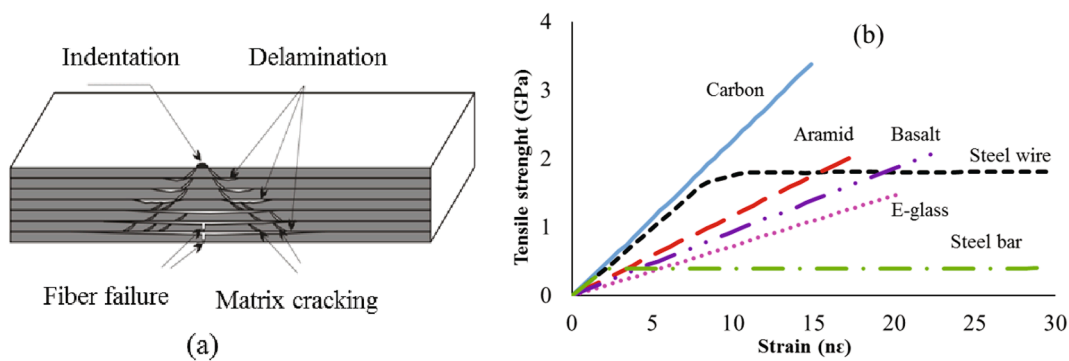 Indentation
Delamination
Fiber failure
Matrix cracking
(a)
(b)
Tensile strenght (GPa)
4
3
2
1
0
Carbon
Aramid
Basalt
Steel wire
E-glass
Steel bar
0 5 10 15 20 25 30
Strain (nε)